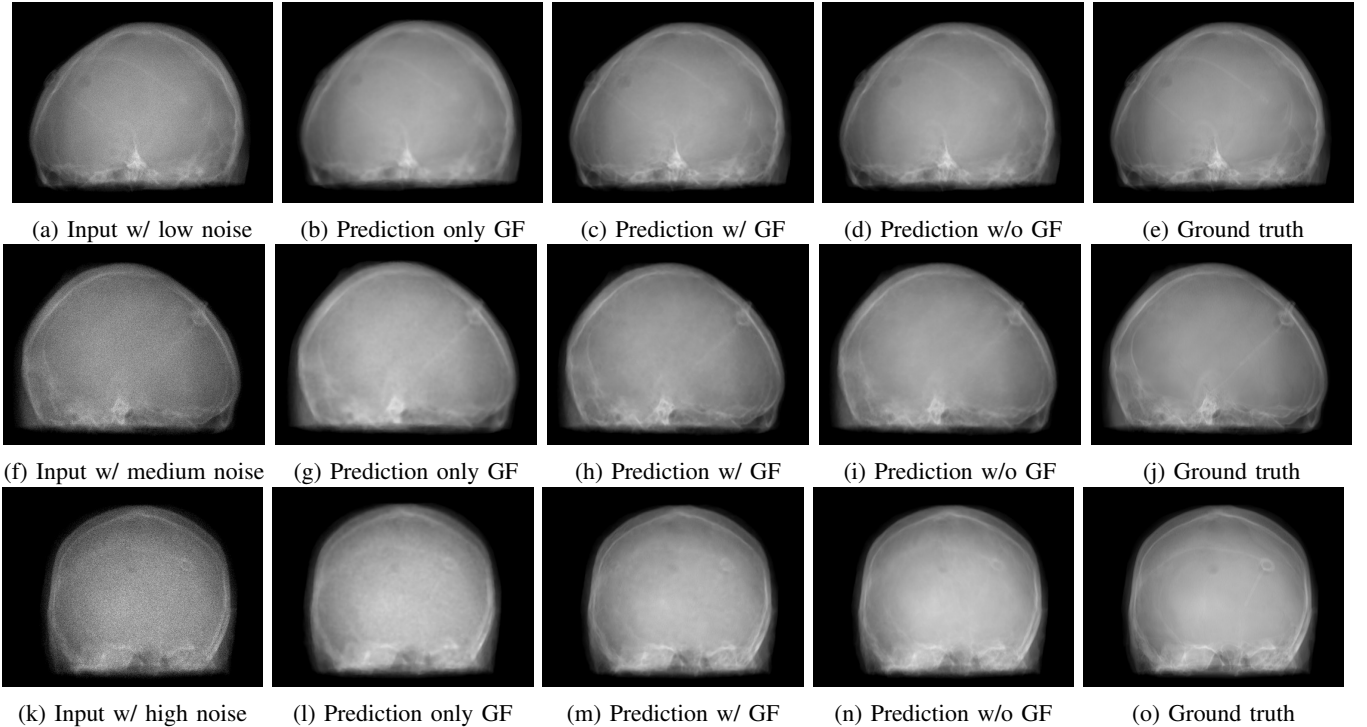 (a) Input w/ low noise (b) Prediction only GF (c) Prediction w/ GF (d) Prediction w/o GF (e) Ground truth
(f) Input w/ medium noise (g) Prediction only GF (h) Prediction w/ GF (i) Prediction w/o GF (j) Ground truth
(k) Input w/ high noise (l) Prediction only GF (m) Prediction w/ GF (n) Prediction w/o GF (o) Ground truth